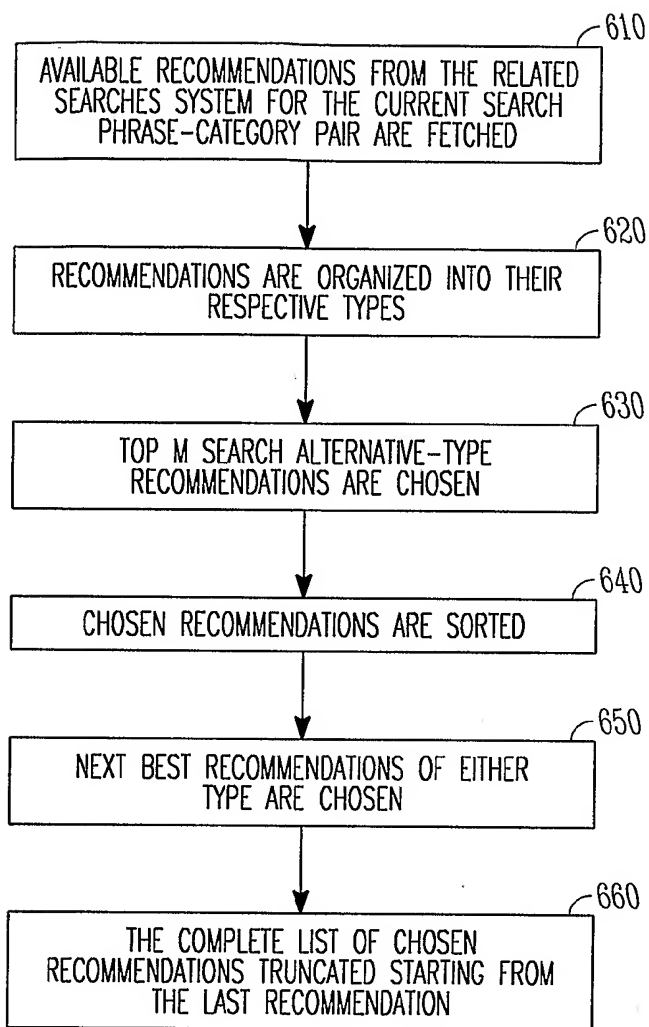 610
AVAILABLE RECOMMENDATIONS FROM THE RELATED
SEARCHES SYSTEM FOR THE CURRENT SEARCH
PHRASE-CATEGORY PAIR ARE FETCHED
620
RECOMMENDATIONS ARE ORGANIZED INTO THEIR
RESPECTIVE TYPES
630
TOP M SEARCH ALTERNATIVE-TYPE
RECOMMENDATIONS ARE CHOSEN
640
CHOSEN RECOMMENDATIONS ARE SORTED
650
NEXT BEST RECOMMENDATIONS OF EITHER
TYPE ARE CHOSEN
660
THE COMPLETE LIST OF CHOSEN
RECOMMENDATIONS TRUNCATED STARTING FROM
THE LAST RECOMMENDATION